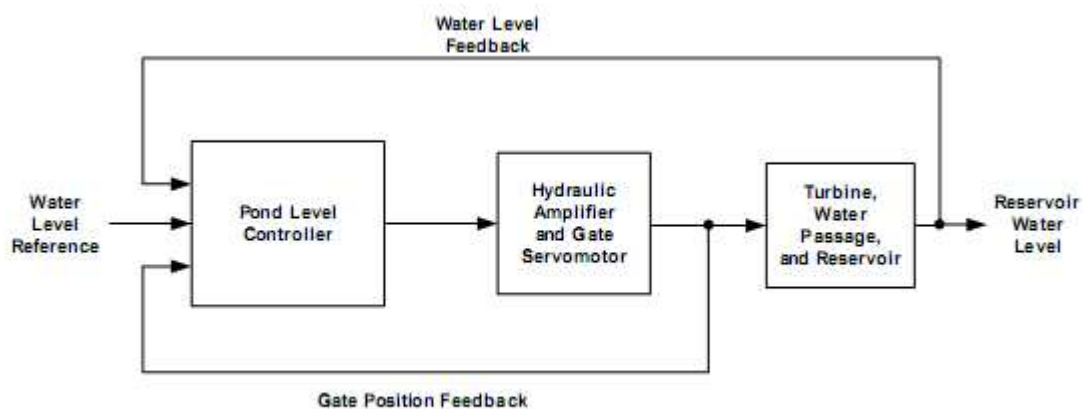 Water Level
Feedback
Water
Level
Reference
Pond Level
Controller
Hydraulic
Amplifier
and Gate
Servomotor
Turbine,
Water
Passage,
and Reservoir
Reservoir
Water
Level
Gate Position Feedback